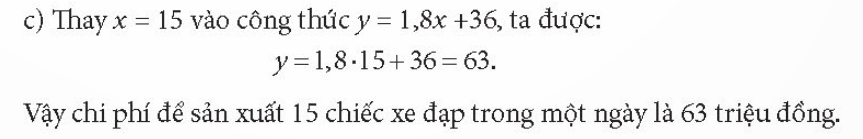 c) Thay x = 15 vào công thức y = 1,8x +36, ta được:
y = 1,8 · 15 + 36 = 63.
Vậy chi phí để sản xuất 15 chiếc xe đạp trong một ngày là 63 triệu đồng.